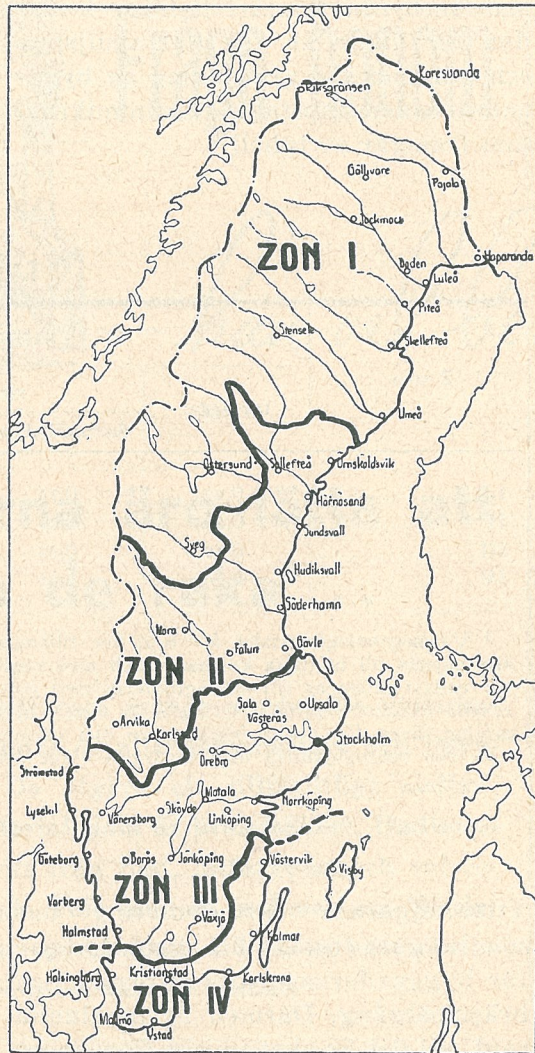 Karesuanda
Riksgränsen
Gällivare
Pajala
Jockmock
ZON I
Haparanda
Boden
Luleå
Piteå
Stensele
Skellefteå
Umeå
Östersund
Sollefteå
Örnsköldsvik
Härnösand
Sundsvall
Sveg
Hudiksvall
Söderhamn
Mora
Falun
Gävle
ZON II
Sala
Upsala
Västerås
Arvika
Karlstad
Stockholm
Örebro
Strömstad
Motala
Norrköping
Lysekil
Vänersborg
Skövde
Linköping
Göteborg
Borås
Jönköping
Västervik
Visby
ZON III
Varberg
Växjö
Halmstad
Kalmar
Hälsingborg
Kristianstad
Karlskrona
ZON IV
Malmö
Ystad